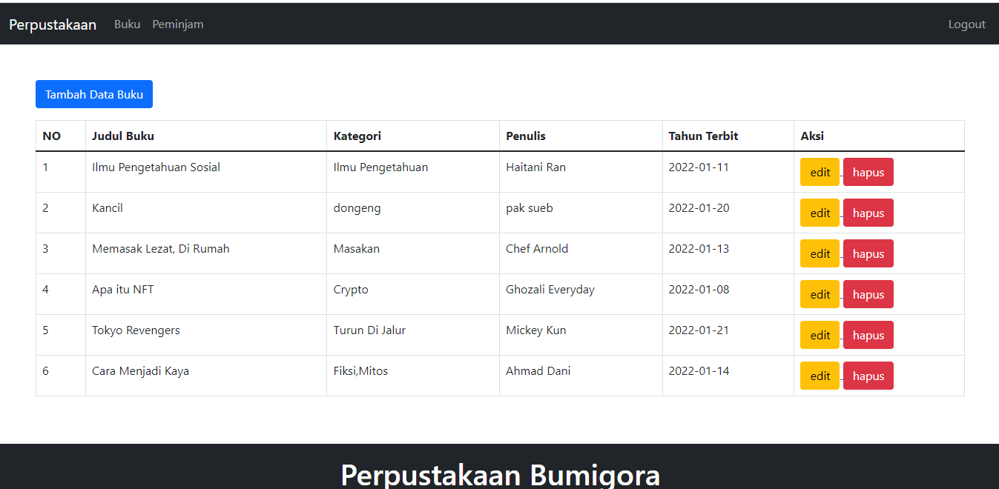 Perpustakaan Buku Peminjam Logout
Tambah Data Buku
NO Judul Buku Kategori Penulis Tahun Terbit Aksi
1 Ilmu Pengetahuan Sosial Ilmu Pengetahuan Haitani Ran 2022-01-11 edit hapus
2 Kancil dongeng pak sueb 2022-01-20 edit hapus
3 Memasak Lezat, Di Rumah Masakan Chef Arnold 2022-01-13 edit hapus
4 Apa itu NFT Crypto Ghozali Everyday 2022-01-08 edit hapus
5 Tokyo Revengers Turun Di Jalur Mickey Kun 2022-01-21 edit hapus
6 Cara Menjadi Kaya Fiksi,Mitos Ahmad Dani 2022-01-14 edit hapus
Perpustakaan Bumigora